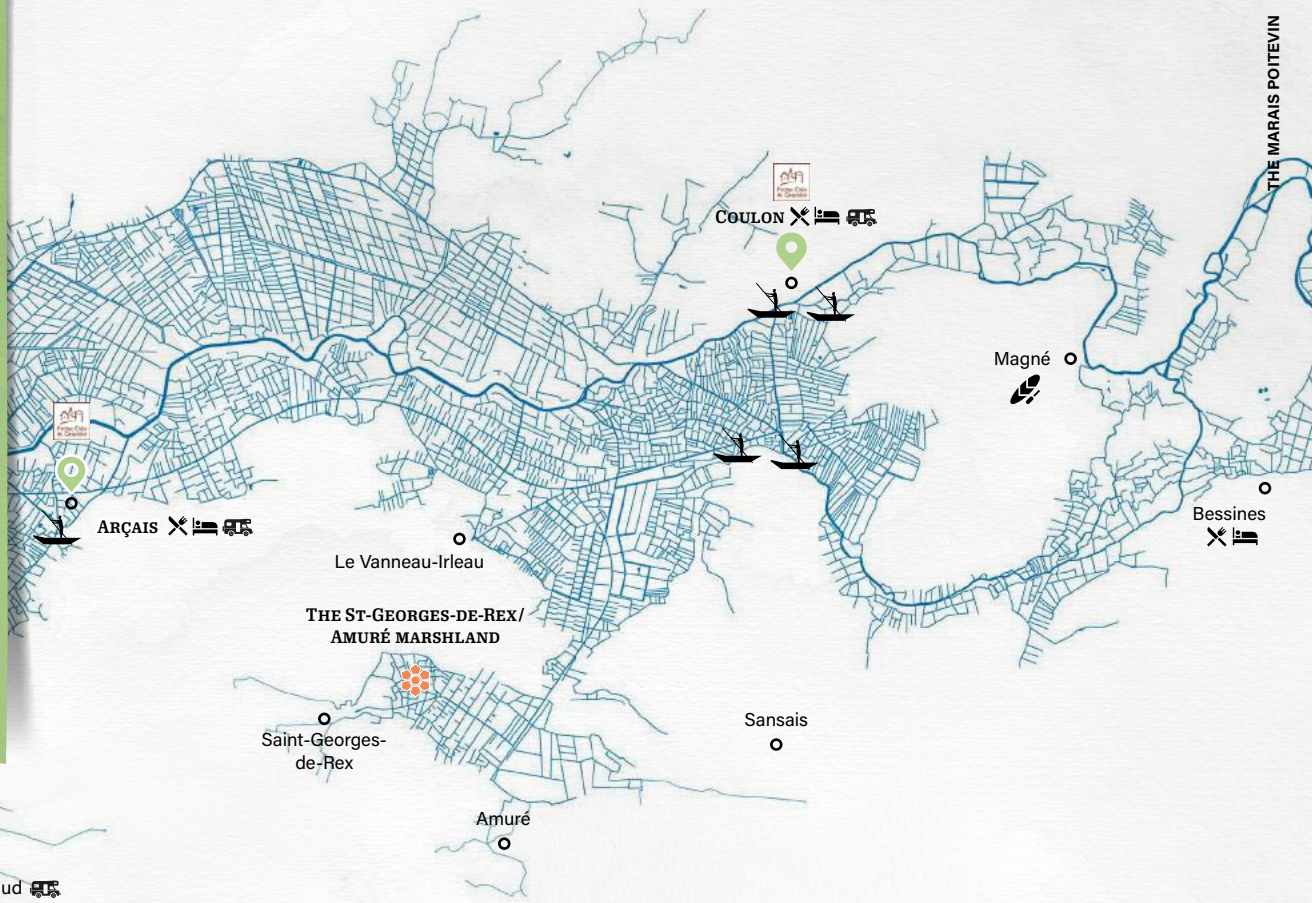 THE MARAIS POITEVIN
COULON
Magné
Bessines
ARÇAIS
Le Vanneau-Irleau
THE ST-GEORGES-DE-REX/
AMURÉ MARSHLAND
Saint-Georges-
de-Rex
Sansais
Amuré
ud